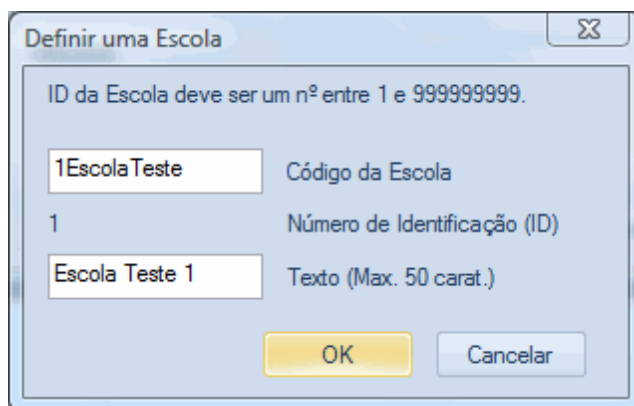 Definir uma Escola
ID da Escola deve ser um nº entre 1 e 999999999.
1EscolaTeste Código da Escola
1 Número de Identificação (ID)
Escola Teste 1 Texto (Max. 50 carat.)
OK Cancelar